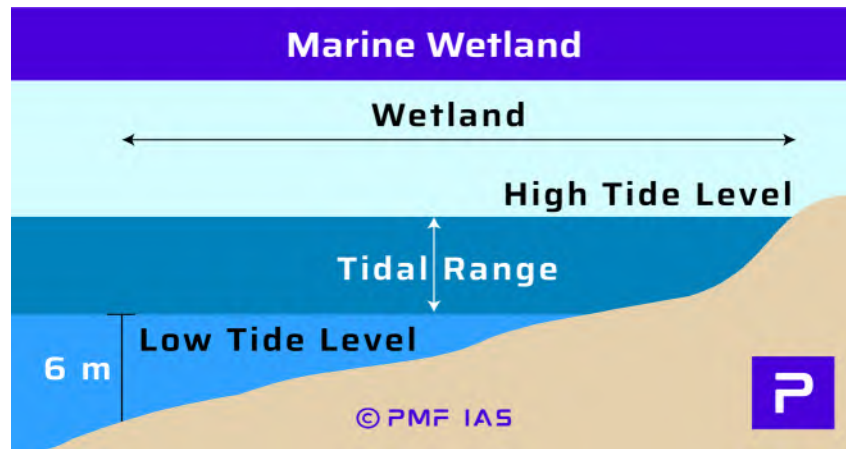 Marine Wetland
Wetland
High Tide Level
Tidal Range
Low Tide Level
6 m
© PMF IAS
P